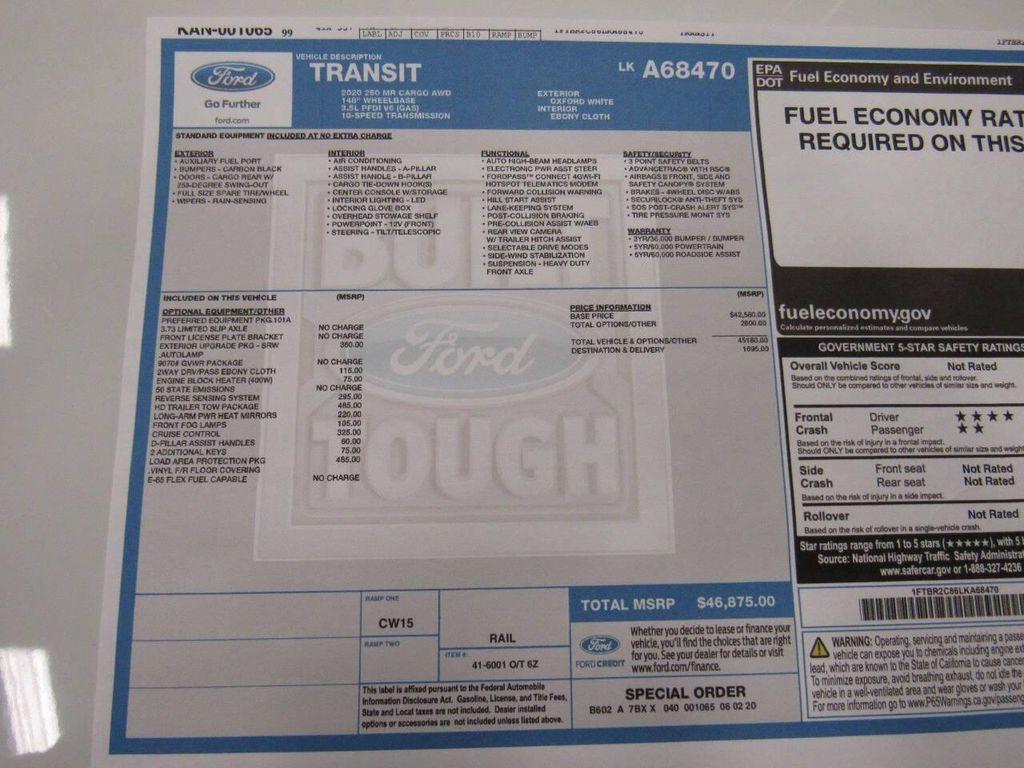 KAN-001065 99
LABL ADJ COV PRCS B10 RAMP BUMP
Ford
Go Further
ford.com
VEHICLE DESCRIPTION
TRANSIT
LK A68470
2020 250 MR CARGO AWD
148" WHEELBASE
3.5L PFDI V6 (GAS)
10-SPEED TRANSMISSION
EXTERIOR
OXFORD WHITE
INTERIOR
EBONY CLOTH
STANDARD EQUIPMENT INCLUDED AT NO EXTRA CHARGE
EXTERIOR
• AUXILIARY FUEL PORT
• BUMPERS - CARBON BLACK
• DOORS - CARGO REAR W/
253-DEGREE SWING-OUT
• FULL SIZE SPARE TIRE/WHEEL
• WIPERS - RAIN-SENSING
INTERIOR
• AIR CONDITIONING
• ASSIST HANDLES - A-PILLAR
• ASSIST HANDLE - B-PILLAR
• CARGO TIE-DOWN HOOK(S)
• CENTER CONSOLE W/STORAGE
• INTERIOR LIGHTING - LED
• LOCKING GLOVE BOX
• OVERHEAD STOWAGE SHELF
• POWERPOINT - 12V (FRONT)
• STEERING - TILT/TELESCOPIC
FUNCTIONAL
• AUTO HIGH-BEAM HEADLAMPS
• ELECTRONIC PWR ASST STEER
• FORDPASS™ CONNECT 4GWI-FI
HOTSPOT TELEMATICS MODEM
• FORWARD COLLISION WARNING
• HILL START ASSIST
• LANE-KEEPING SYSTEM
• POST-COLLISION BRAKING
• PRE-COLLISION ASSIST W/AEB
• REAR VIEW CAMERA
W/ TRAILER HITCH ASSIST
• SELECTABLE DRIVE MODES
• SIDE-WIND STABILIZATION
• SUSPENSION - HEAVY DUTY
FRONT AXLE
SAFETY/SECURITY
• 3 POINT SAFETY BELTS
• ADVANCETRAC® WITH RSC®
• AIRBAGS FRONT, SIDE AND
SAFETY CANOPY® SYSTEM
• BRAKES - 4WHEEL DISC W/ABS
• SECURILOCK® ANTI-THEFT SYS
• SOS POST-CRASH ALERT SYS™
• TIRE PRESSURE MONIT SYS
WARRANTY
• 3YR/36,000 BUMPER / BUMPER
• 5YR/60,000 POWERTRAIN
• 5YR/60,000 ROADSIDE ASSIST
INCLUDED ON THIS VEHICLE (MSRP)
OPTIONAL EQUIPMENT/OTHER
PREFERRED EQUIPMENT PKG.101A
3.73 LIMITED SLIP AXLE NO CHARGE
FRONT LICENSE PLATE BRACKET NO CHARGE
EXTERIOR UPGRADE PKG - SRW 360.00
.AUTOLAMP
9070# GVWR PACKAGE NO CHARGE
2WAY DRV/PASS EBONY CLOTH 115.00
ENGINE BLOCK HEATER (400W) 75.00
50 STATE EMISSIONS NO CHARGE
REVERSE SENSING SYSTEM 295.00
HD TRAILER TOW PACKAGE 485.00
LONG-ARM PWR HEAT MIRRORS 220.00
FRONT FOG LAMPS 105.00
CRUISE CONTROL 325.00
D-PILLAR ASSIST HANDLES 60.00
2 ADDITIONAL KEYS 75.00
LOAD AREA PROTECTION PKG 485.00
.VINYL F/R FLOOR COVERING
E-85 FLEX FUEL CAPABLE NO CHARGE
(MSRP)
PRICE INFORMATION
BASE PRICE $42,580.00
TOTAL OPTIONS/OTHER 2600.00
TOTAL VEHICLE & OPTIONS/OTHER 45180.00
DESTINATION & DELIVERY 1695.00
BUILT
Ford
TOUGH
RAMP ONE
CW15
RAMP TWO
RAIL
ITEM #:
41-6001 O/T 6Z
This label is affixed pursuant to the Federal Automobile
Information Disclosure Act. Gasoline, License, and Title Fees,
State and Local taxes are not included. Dealer installed
options or accessories are not included unless listed above.
TOTAL MSRP $46,875.00
Ford
FORD CREDIT
Whether you decide to lease or finance your
vehicle, you'll find the choices that are right
for you. See your dealer for details or visit
www.ford.com/finance.
SPECIAL ORDER
B602 A 7BX X 040 001065 06 02 20
EPA
DOT
Fuel Economy and Environment
FUEL ECONOMY RAT
REQUIRED ON THIS
fueleconomy.gov
Calculate personalized estimates and compare vehicles
GOVERNMENT 5-STAR SAFETY RATINGS
Overall Vehicle Score Not Rated
Based on the combined ratings of frontal, side and rollover.
Should ONLY be compared to other vehicles of similar size and weight.
Frontal Driver ★★★★
Crash Passenger ★★
Based on the risk of injury in a frontal impact.
Should ONLY be compared to other vehicles of similar size and weight
Side Front seat Not Rated
Crash Rear seat Not Rated
Based on the risk of injury in a side impact.
Rollover Not Rated
Based on the risk of rollover in a single-vehicle crash.
Star ratings range from 1 to 5 stars (★★★★★), with 5
Source: National Highway Traffic Safety Administrat
www.safercar.gov or 1-888-327-4236
1FTBR2C86LKA68470
WARNING: Operating, servicing and maintaining a passe
vehicle can expose you to chemicals including engine ex
lead, which are known to the State of California to cause cance
To minimize exposure, avoid breathing exhaust, do not idle the
vehicle in a well-ventilated area and wear gloves or wash your
For more information go to www.P65Warnings.ca.gov/passeng